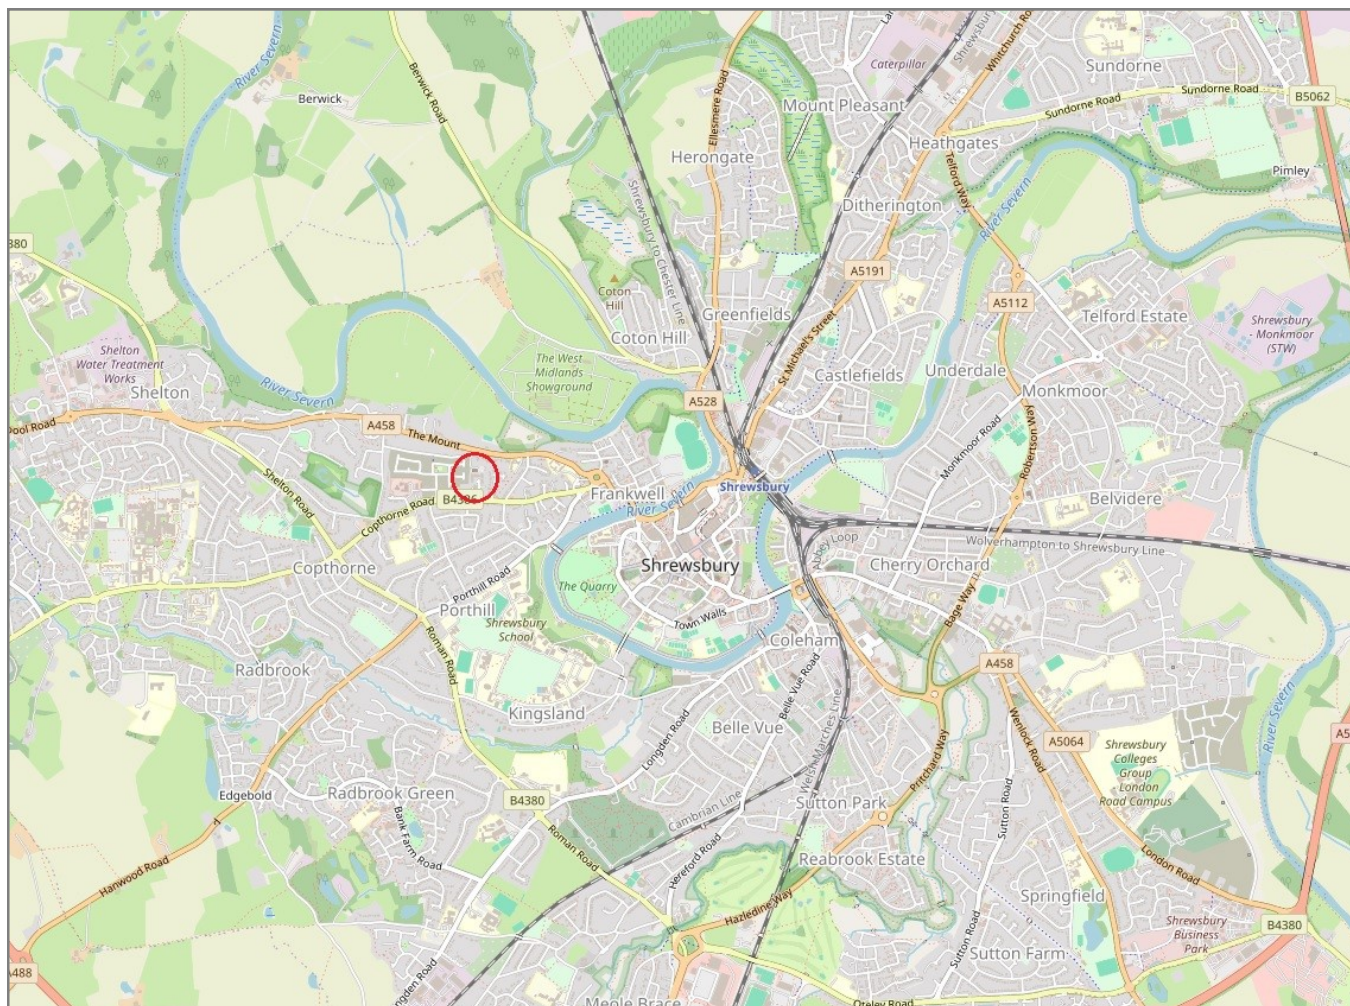 River Severn
Berwick
Berwick Road
Ellesmere Road
Caterpillar
Shrewsbury
Whitchurch Ro
Sundorne
Sundorne Road
Sundorne Road
B5062
Mount Pleasant
Heathgates
Herongate
Telford Way
Pimley
Ditherington
River Severn
380
Shrewsbury to Chester Line
A5191
Coton
Hill
Greenfields
A5112
Telford Estate
Coton Hill
St Michael's Street
Shrewsbury
- Monkmoor
(STW)
Shelton
Water Treatment
Works
The West
Midlands
Showground
Castlefields
Underdale
Monkmoor
Shelton
River Severn
A528
Pool Road
A458
The Mount
Monkmoor Road
Robertson Way
Shelton Road
Frankwell
Shrewsbury
B4386
Copthorne Road
River Severn
Belvidere
Abbey Loop
Wolverhampton to Shrewsbury Line
Copthorne
Shrewsbury
Cherry Orchard
Porthill Road
The Quarry
Bage Way
Porthill
Shrewsbury
School
Town Walls
Coleham
Roman Road
Radbrook
Belle Vue Road
A458
Kingsland
Longden Road
Belle Vue
Welsh Marches Line
Wenlock Road
A5064
River Severn
Pritchard Way
Shrewsbury
Colleges
Group
London
Road Campus
Edgebold
Radbrook Green
B4380
Cambrian Line
Sutton Park
Sutton Road
Bank Farm Road
Roman Road
Hereford Road
Reabrook Estate
London Road
Hanwood Road
Hazledine Way
Springfield
Shrewsbury
Business
Park
B4380
Sutton Road
Sutton Farm
A488
ngden Road
Meole Brace
Oteley Road